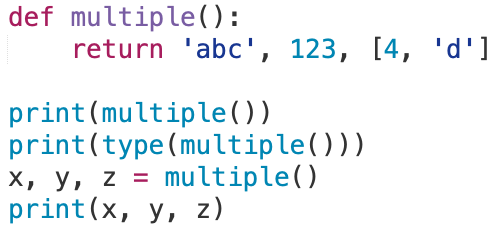 def multiple():
    return 'abc', 123, [4, 'd']

print(multiple())
print(type(multiple()))
x, y, z = multiple()
print(x, y, z)